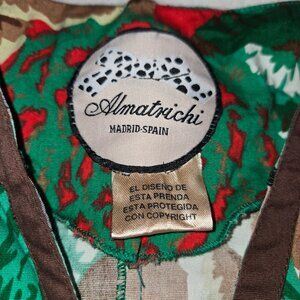 Almatrichi
MADRID-SPAIN
EL DISEÑO DE
ESTA PRENDA
ESTA PROTEGIDA
CON COPYRIGHT